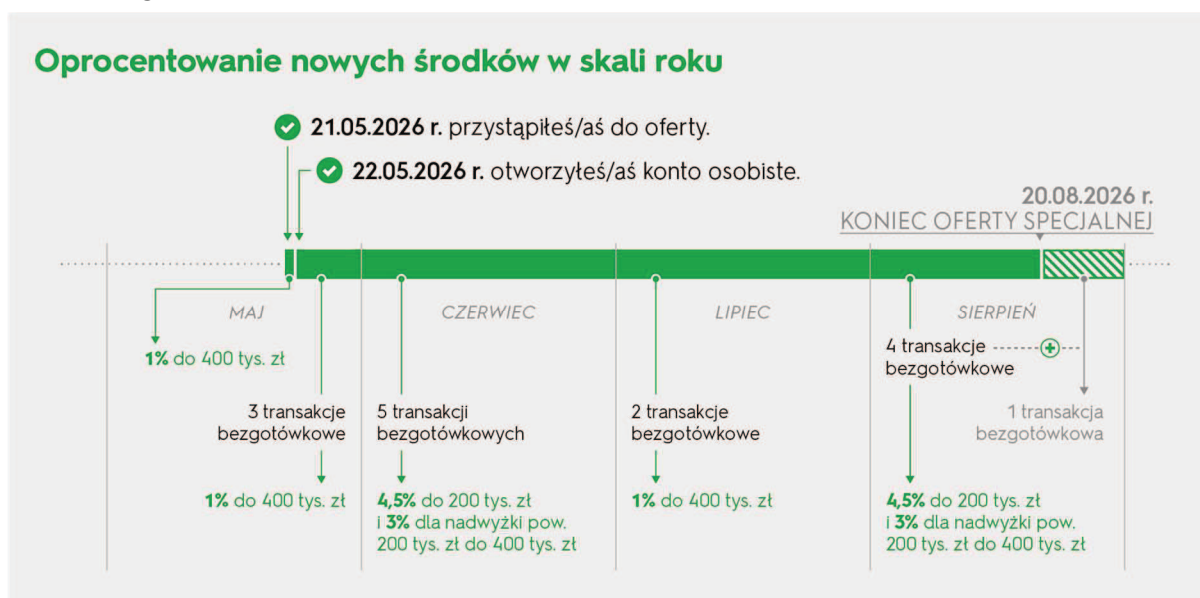 Oprocentowanie nowych środków w skali roku
21.05.2026 r. przystąpiłeś/aś do oferty.
22.05.2026 r. otworzyłeś/aś konto osobiste.
20.08.2026 r.
KONIEC OFERTY SPECJALNEJ
MAJ
CZERWIEC
LIPIEC
SIERPIEŃ
1% do 400 tys. zł
3 transakcje
bezgotówkowe
1% do 400 tys. zł
5 transakcji
bezgotówkowych
4,5% do 200 tys. zł
i 3% dla nadwyżki pow.
200 tys. zł do 400 tys. zł
2 transakcje
bezgotówkowe
1% do 400 tys. zł
4 transakcje
bezgotówkowe
1 transakcja
bezgotówkowa
4,5% do 200 tys. zł
i 3% dla nadwyżki pow.
200 tys. zł do 400 tys. zł